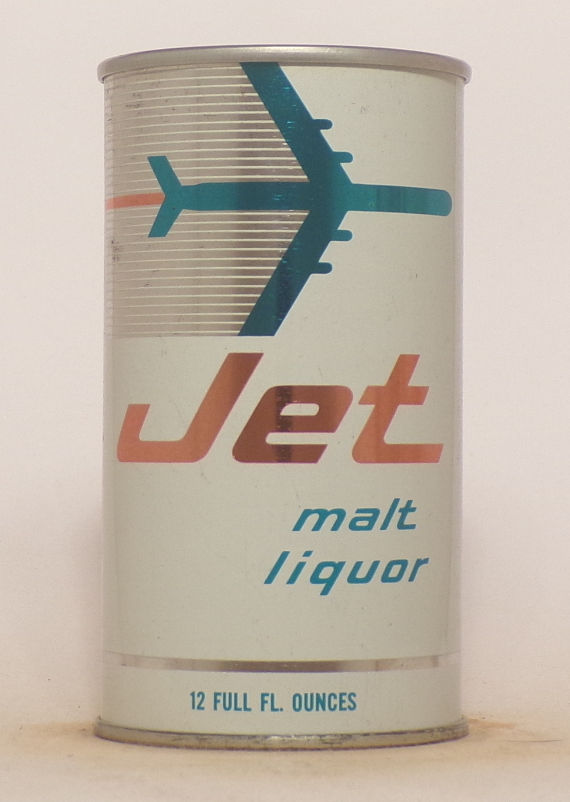 Jet
malt
liquor
12 FULL FL. OUNCES